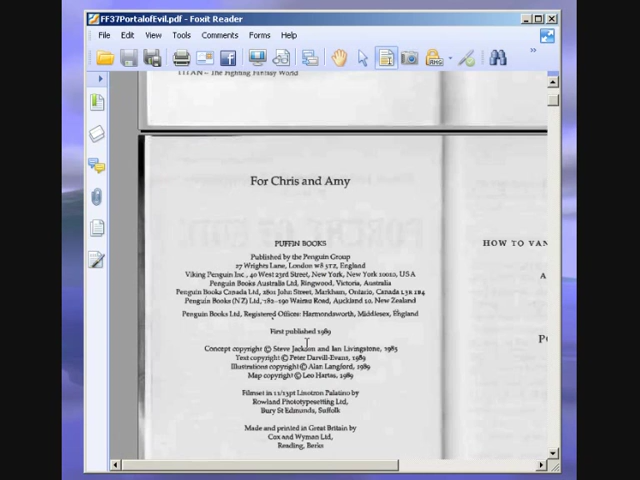 FF37PortalofEvil.pdf - Foxit Reader
File Edit View Tools Comments Forms Help
TITAN – The Fighting Fantasy World
For Chris and Amy
PUFFIN BOOKS
Published by the Penguin Group
27 Wrights Lane, London W8 5TZ, England
Viking Penguin Inc., 40 West 23rd Street, New York, New York 10010, USA
Penguin Books Australia Ltd, Ringwood, Victoria, Australia
Penguin Books Canada Ltd, 2801 John Street, Markham, Ontario, Canada L3R 1B4
Penguin Books (NZ) Ltd, 182–190 Wairau Road, Auckland 10, New Zealand
Penguin Books Ltd, Registered Offices: Harmondsworth, Middlesex, England
First published 1989
Concept copyright © Steve Jackson and Ian Livingstone, 1985
Text copyright © Peter Darvill-Evans, 1989
Illustrations copyright © Alan Langford, 1989
Map copyright © Leo Hartas, 1989
Filmset in 11/13pt Linotron Palatino by
Rowland Phototypesetting Ltd,
Bury St Edmunds, Suffolk
Made and printed in Great Britain by
Cox and Wyman Ltd,
Reading, Berks
HOW TO VAN
A